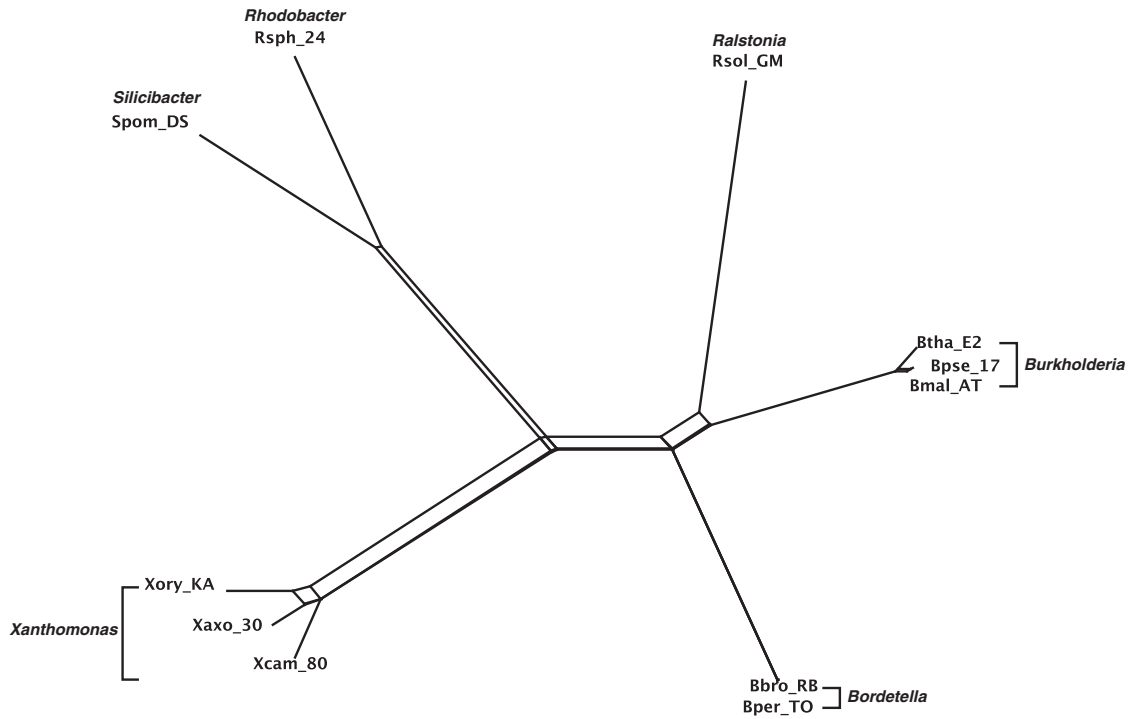 Rhodobacter
Rsph_24
Ralstonia
Rsol_GM
Silicibacter
Spom_DS
Btha_E2
Bpse_17
Bmal_AT
Burkholderia
Xory_KA
Xaxo_30
Xcam_80
Xanthomonas
Bbro_RB
Bper_TO
Bordetella